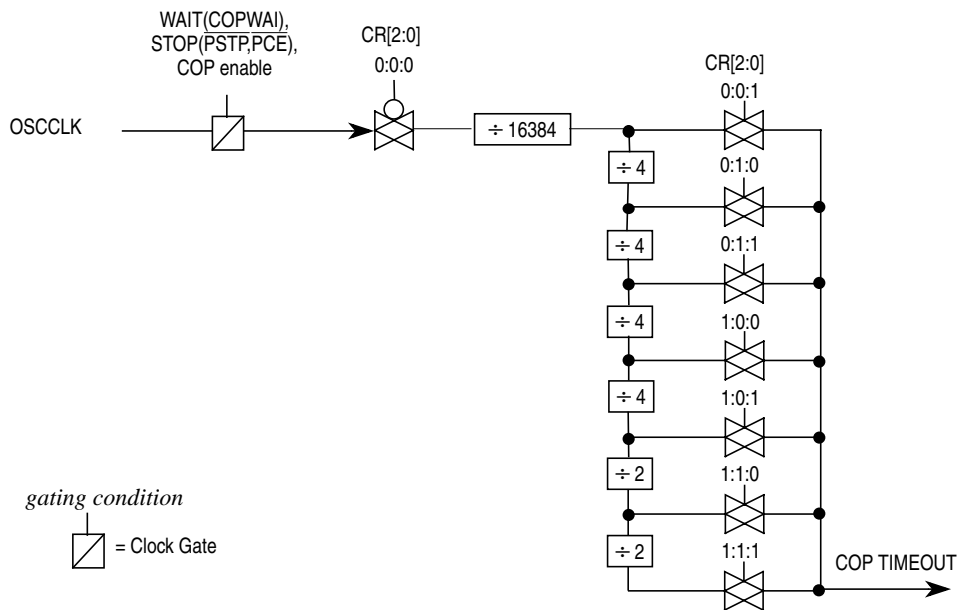 WAIT(COPWAI),
STOP(PSTP,PCE),
COP enable
CR[2:0]
0:0:0
OSCCLK
÷ 16384
CR[2:0]
0:0:1
÷ 4
0:1:0
÷ 4
0:1:1
÷ 4
1:0:0
÷ 4
1:0:1
÷ 2
1:1:0
÷ 2
1:1:1
COP TIMEOUT
gating condition
= Clock Gate